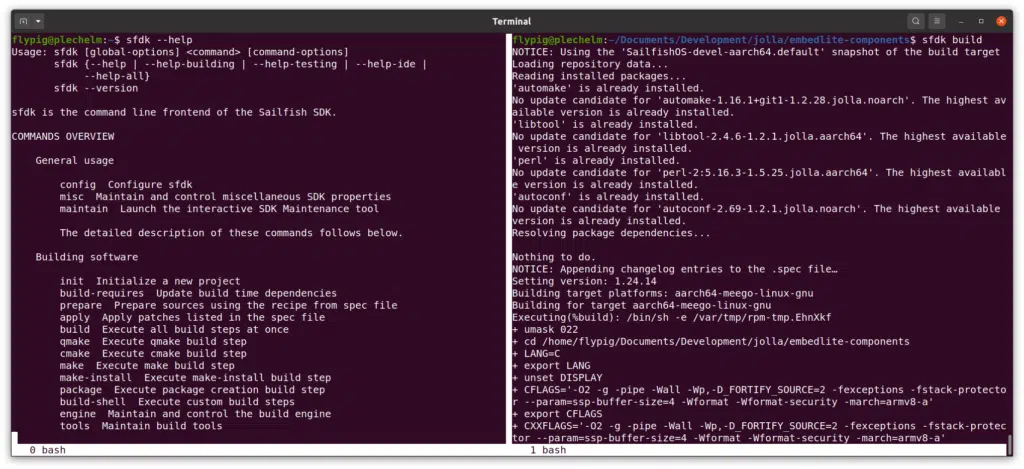 Terminal
flypig@plechelm:~$ sfdk --help
Usage: sfdk [global-options] <command> [command-options]
       sfdk {--help | --help-building | --help-testing | --help-ide |
            --help-all}
       sfdk --version

sfdk is the command line frontend of the Sailfish SDK.

COMMANDS OVERVIEW

    General usage

        config  Configure sfdk
        misc  Maintain and control miscellaneous SDK properties
        maintain  Launch the interactive SDK Maintenance tool

        The detailed description of these commands follows below.

    Building software

        init  Initialize a new project
        build-requires  Update build time dependencies
        prepare  Prepare sources using the recipe from spec file
        apply  Apply patches listed in the spec file
        build  Execute all build steps at once
        qmake  Execute qmake build step
        cmake  Execute cmake build step
        make  Execute make build step
        make-install  Execute make-install build step
        package  Execute package creation build step
        build-shell  Execute custom build steps
        engine  Maintain and control the build engine
        tools  Maintain build tools
0 bash
flypig@plechelm:~/Documents/Development/jolla/embedlite-components$ sfdk build
NOTICE: Using the 'SailfishOS-devel-aarch64.default' snapshot of the build target
Loading repository data...
Reading installed packages...
'automake' is already installed.
No update candidate for 'automake-1.16.1+git1-1.2.28.jolla.noarch'. The highest av
ailable version is already installed.
'libtool' is already installed.
No update candidate for 'libtool-2.4.6-1.2.1.jolla.aarch64'. The highest available
 version is already installed.
'perl' is already installed.
No update candidate for 'perl-2:5.16.3-1.5.25.jolla.aarch64'. The highest availabl
e version is already installed.
'autoconf' is already installed.
No update candidate for 'autoconf-2.69-1.2.1.jolla.noarch'. The highest available
version is already installed.
Resolving package dependencies...

Nothing to do.
NOTICE: Appending changelog entries to the .spec file…
Setting version: 1.24.14
Building target platforms: aarch64-meego-linux-gnu
Building for target aarch64-meego-linux-gnu
Executing(%build): /bin/sh -e /var/tmp/rpm-tmp.EhnXkf
+ umask 022
+ cd /home/flypig/Documents/Development/jolla/embedlite-components
+ LANG=C
+ export LANG
+ unset DISPLAY
+ CFLAGS='-O2 -g -pipe -Wall -Wp,-D_FORTIFY_SOURCE=2 -fexceptions -fstack-protecto
r --param=ssp-buffer-size=4 -Wformat -Wformat-security -march=armv8-a'
+ export CFLAGS
+ CXXFLAGS='-O2 -g -pipe -Wall -Wp,-D_FORTIFY_SOURCE=2 -fexceptions -fstack-protec
tor --param=ssp-buffer-size=4 -Wformat -Wformat-security -march=armv8-a'
1 bash